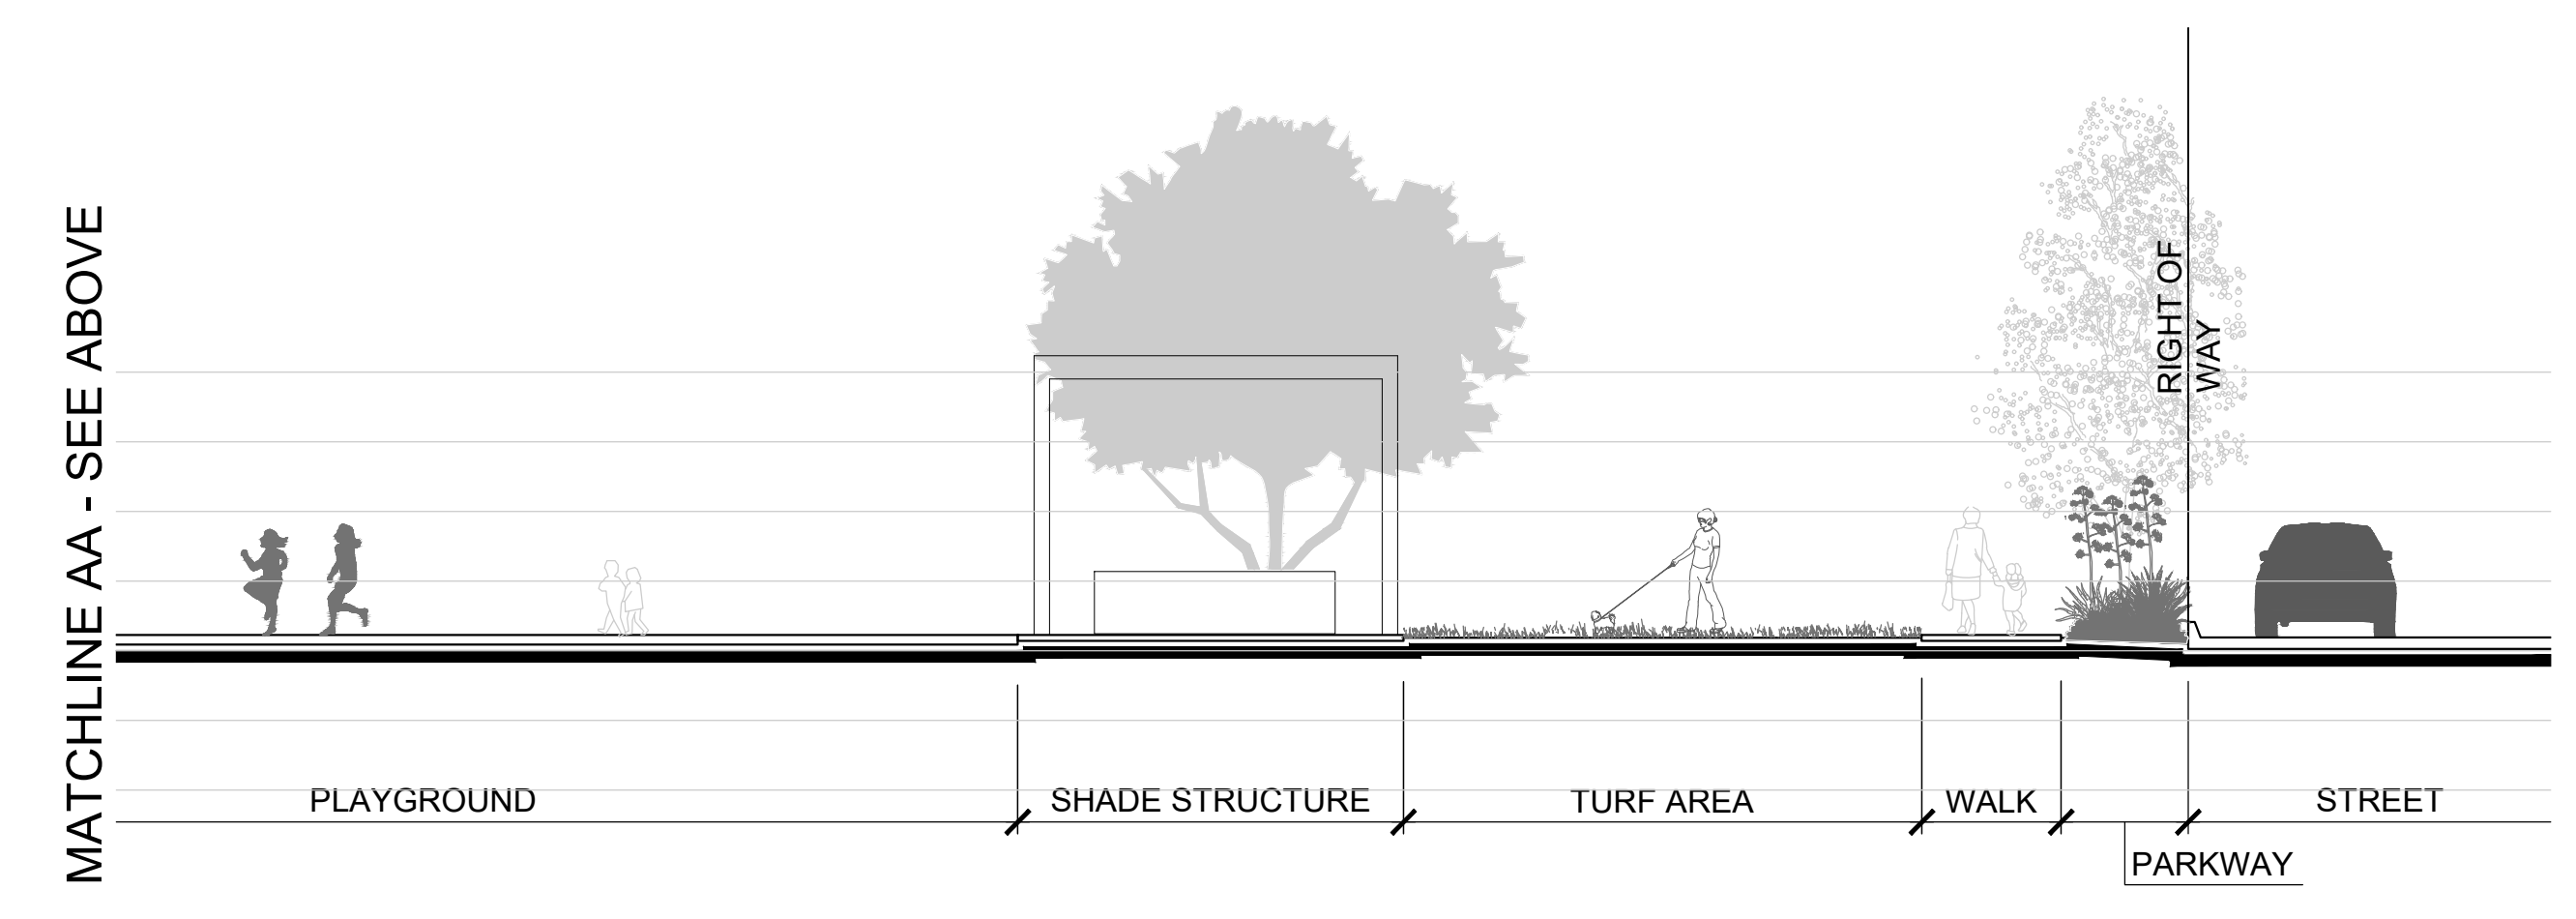 MATCHLINE AA - SEE ABOVE
RIGHT OF
WAY
PLAYGROUND
SHADE STRUCTURE
TURF AREA
WALK
STREET
PARKWAY